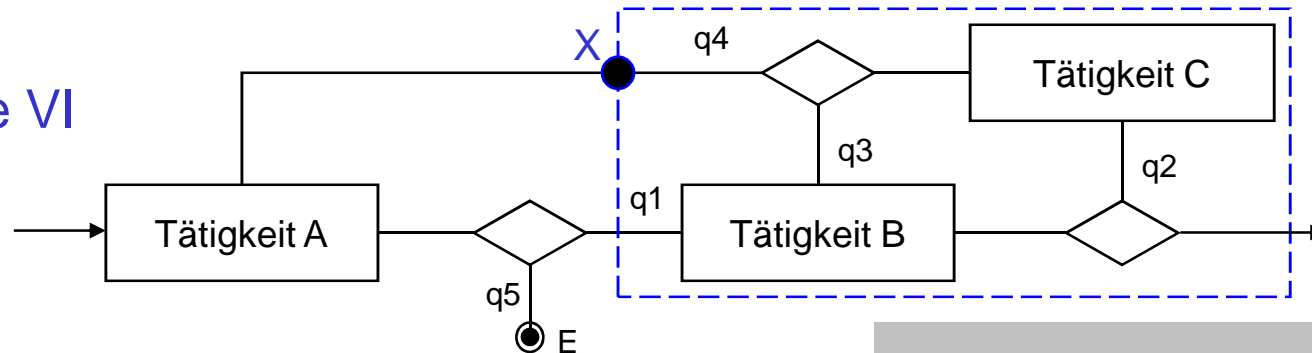 e VI
X
q4
Tätigkeit C
q3
q2
Tätigkeit A
q1
Tätigkeit B
q5
E